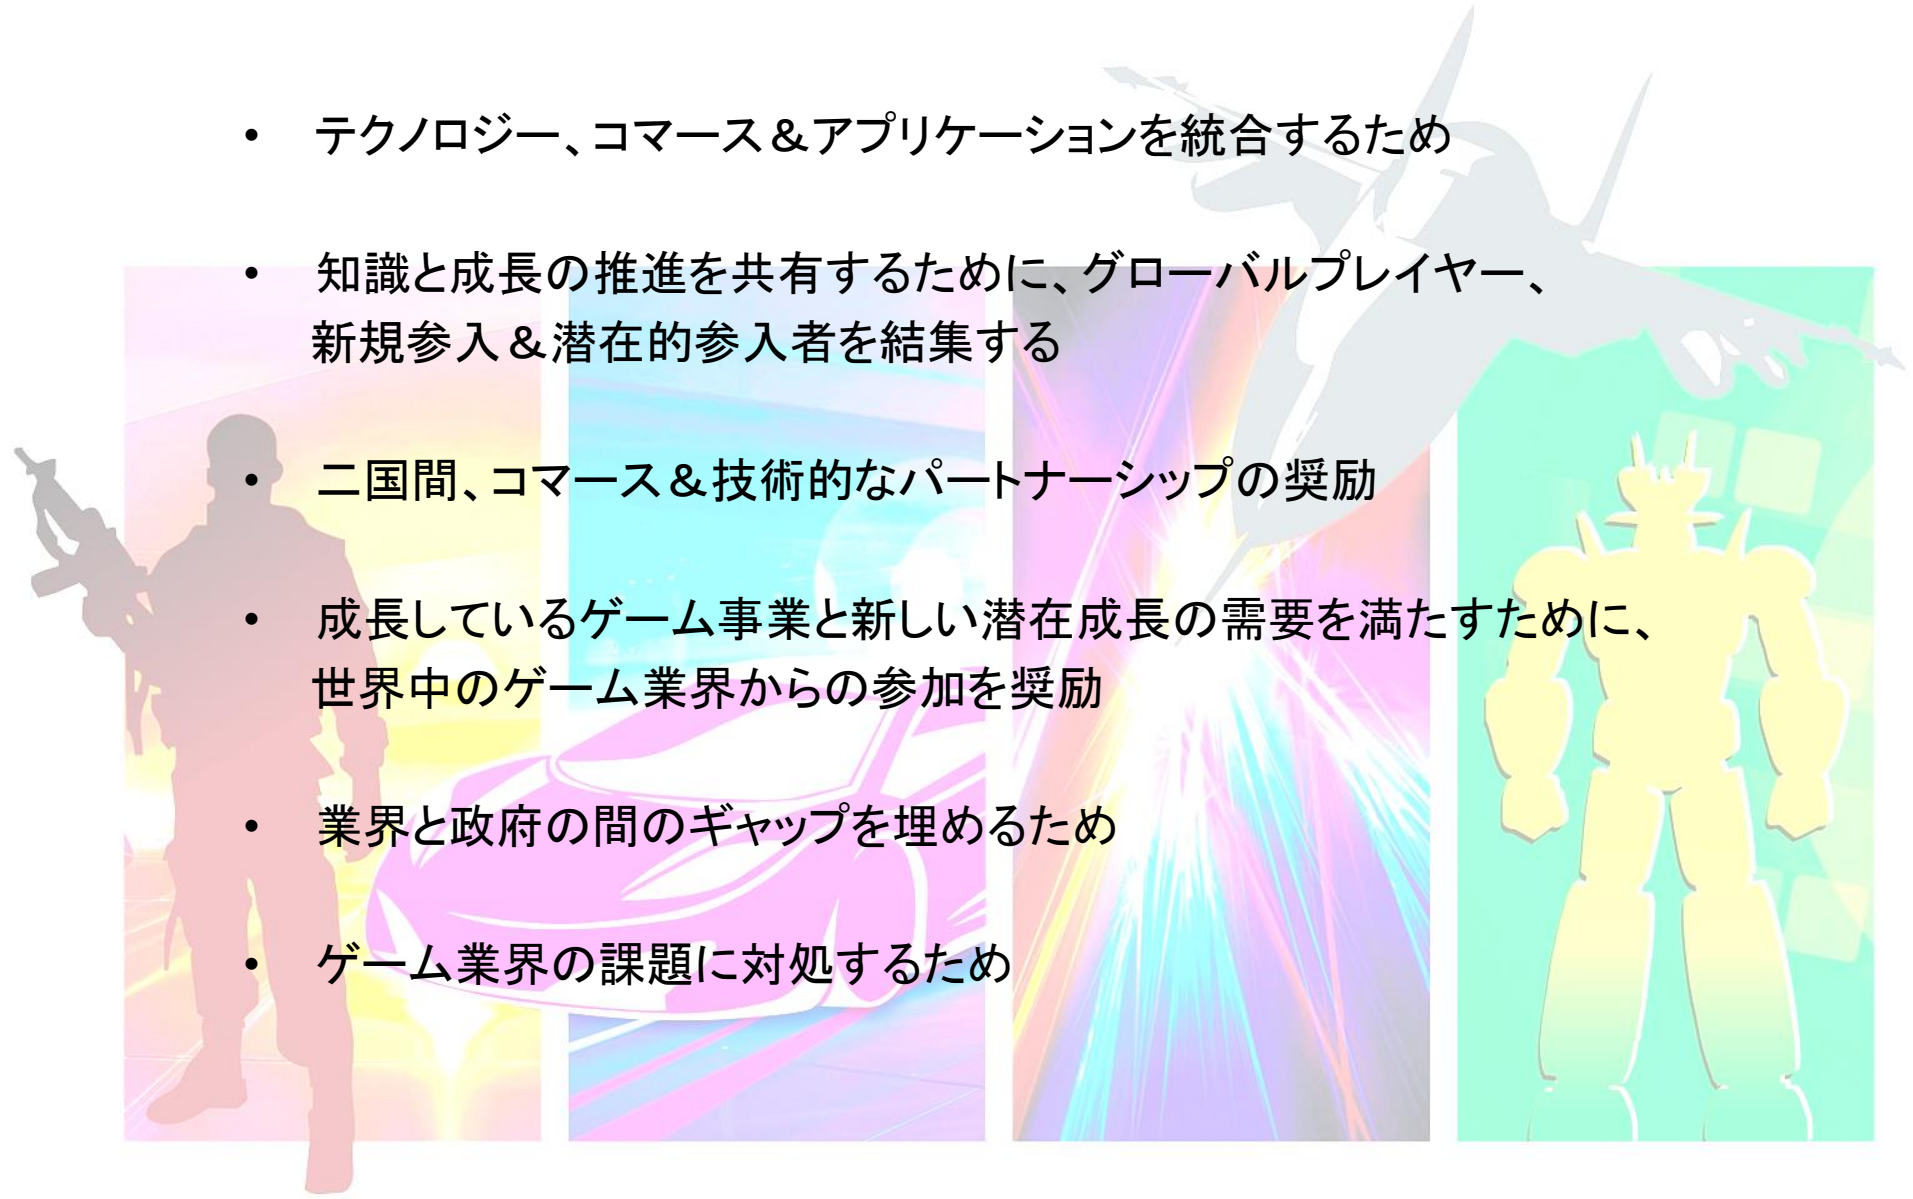 • テクノロジー、コマース＆アプリケーションを統合するため
• 知識と成長の推進を共有するために、グローバルプレイヤー、
新規参入＆潜在的参入者を結集する
• 二国間、コマース＆技術的なパートナーシップの奨励
• 成長しているゲーム事業と新しい潜在成長の需要を満たすために、
世界中のゲーム業界からの参加を奨励
• 業界と政府の間のギャップを埋めるため
• ゲーム業界の課題に対処するため